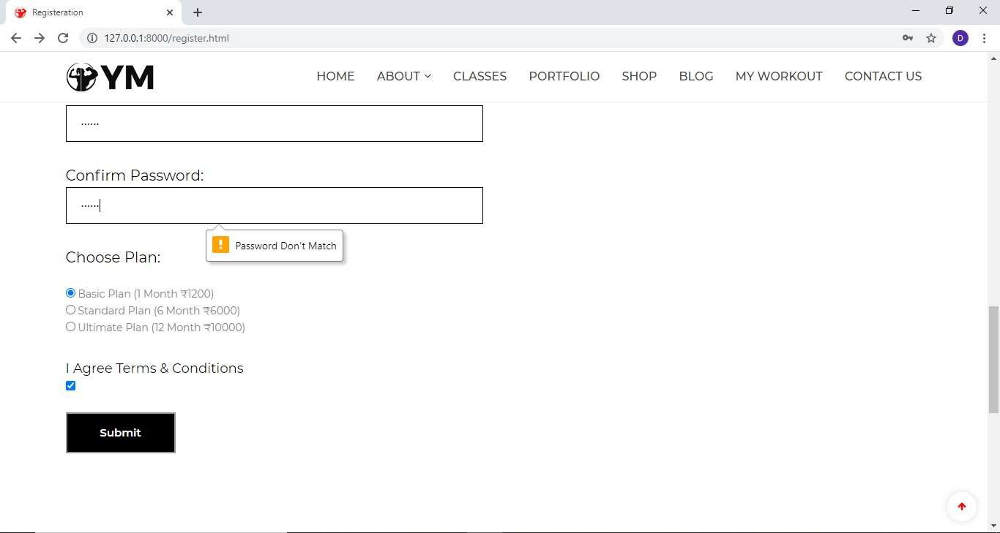 Registeration
127.0.0.1:8000/register.html
D
YM
HOME ABOUT CLASSES PORTFOLIO SHOP BLOG MY WORKOUT CONTACT US
······
Confirm Password:
······
Password Don't Match
Choose Plan:
Basic Plan (1 Month ₹1200)
Standard Plan (6 Month ₹6000)
Ultimate Plan (12 Month ₹10000)
I Agree Terms & Conditions
Submit